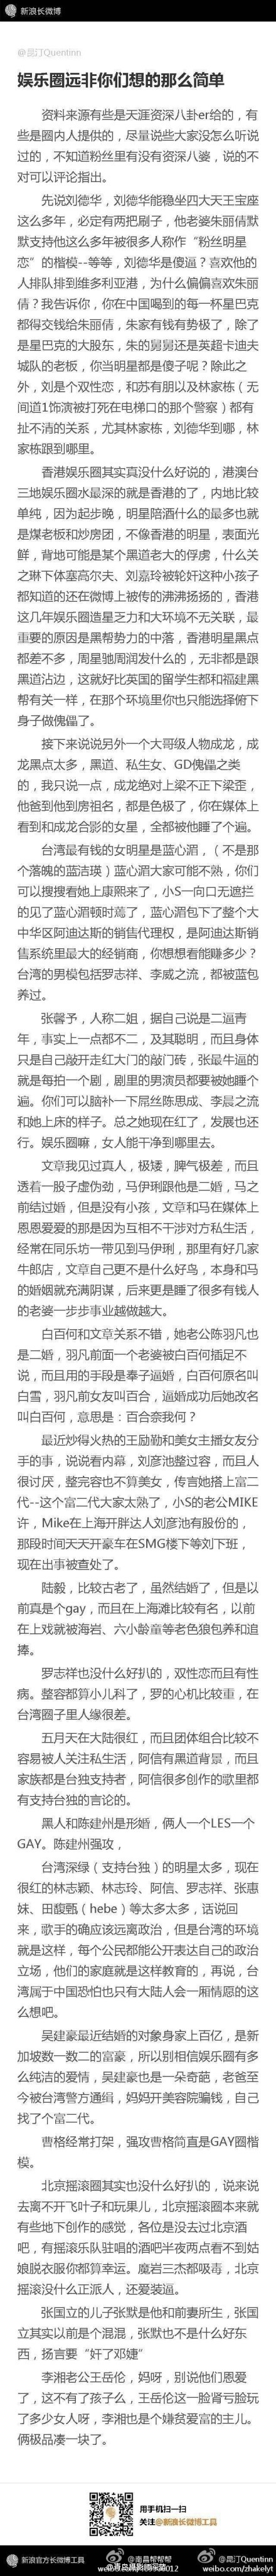 新浪长微博
@昆汀Quentinn
娱乐圈远非你们想的那么简单
资料来源有些是天涯资深八卦er给的，有
些是圈内人提供的，尽量说些大家没怎么听说
过的，不知道粉丝里有没有资深八婆，说的不
对可以评论指出。
先说刘德华，刘德华能稳坐四大天王宝座
这么多年，必定有两把刷子，他老婆朱丽倩默
默支持他这么多年被很多人称作“粉丝明星
恋”的楷模--等等，刘德华是傻逼？喜欢他的
人排队排到维多利亚港，为什么偏偏喜欢朱丽
倩？我告诉你，你在中国喝到的每一杯星巴克
都得交钱给朱丽倩，朱家有钱有势极了，除了
是星巴克的大股东，朱的舅舅还是英超卡迪夫
城队的老板，你当明星都是傻子呢？除此之
外，刘是个双性恋，和苏有朋以及林家栋（无
间道1饰演被打死在电梯口的那个警察）都有
扯不清的关系，尤其林家栋，刘德华到哪，林
家栋跟到哪里。
香港娱乐圈其实真没什么好说的，港澳台
三地娱乐圈水最深的就是香港的了，内地比较
单纯，因为起步晚，明星陪酒什么的最多也就
是煤老板和炒房团，不像香港的明星，表面光
鲜，背地可能是某个黑道老大的俘虏，什么关
之琳下体塞高尔夫、刘嘉玲被轮奸这种小孩子
都知道的还在微博上被传的沸沸扬扬的，香港
这几年娱乐圈造星乏力和大环境不无关联，最
重要的原因是黑帮势力的中落，香港明星黑点
都差不多，周星驰周润发什么的，无非都是跟
黑道沾边，这就好比英国的留学生都和福建黑
帮有关一样，在那个环境里你也只能选择俯下
身子做傀儡了。
接下来说说另外一个大哥级人物成龙，成
龙黑点太多，黑道、私生女、GD傀儡之类
的，我只说一点，成龙绝对上梁不正下梁歪，
他爸到他到房祖名，都是色极了，你在媒体上
看到和成龙合影的女星，全都被他睡了个遍。
台湾最有钱的女明星是蓝心湄，（不是那
个落魄的蓝洁瑛）蓝心湄大家可能不熟，你们
可以搜搜看她上康熙来了，小S一向口无遮拦
的见了蓝心湄顿时蔫了，蓝心湄包下了整个大
中华区阿迪达斯的销售代理权，是阿迪达斯销
售系统里最大的经销商，你想想看能赚多少？
台湾的男模包括罗志祥、李威之流，都被蓝包
养过。
张馨予，人称二姐，据自己说是二逼青
年，事实上一点都不二，及其聪明，而且身体
只是自己敲开走红大门的敲门砖，张最牛逼的
就是每拍一个剧，剧里的男演员都要被她睡个
遍。你们可以脑补一下屌丝陈思成、李晨之流
和她上床的样子。总之她现在红了，发展也还
行。娱乐圈嘛，女人能干净到哪里去。
文章我见过真人，极矮，脾气极差，而且
透着一股子虚伪劲，马伊琍跟他是二婚，马之
前结过婚，但是没有小孩，文章和马在媒体上
恩恩爱爱的那是因为互相不干涉对方私生活，
经常在同乐坊一带见到马伊琍，那里有好几家
牛郎店，文章自己更不是什么好鸟，本身和马
的婚姻就充满阴谋，后来更是睡了很多有钱人
的老婆一步步事业越做越大。
白百何和文章关系不错，她老公陈羽凡也
是二婚，羽凡前面一个老婆被白百何插足不
说，而且用的手段是奉子逼婚，白百何原名叫
白雪，羽凡前女友叫百合，逼婚成功后她改名
叫白百何，意思是：百合奈我何？
最近炒得火热的王励勤和美女主播女友分
手的事，说说看内幕，刘彦池整过容，而且人
很讨厌，整完容也不算美女，传言她搭上富二
代--这个富二代大家太熟了，小S的老公MIKE
许，Mike在上海开胖达人刘彦池有股份的，
那段时间天天开豪车在SMG楼下等刘下班，
现在出事被查处了。
陆毅，比较古老了，虽然结婚了，但是以
前真是个gay，而且在上海滩比较有名，以前
在上戏就被海岩、六小龄童等老色狼包养和追
捧。
罗志祥也没什么好扒的，双性恋而且有性
病。整容都算小儿科了，罗的心机比较重，在
台湾圈子里人缘很差。
五月天在大陆很红，而且团体组合比较不
容易被人关注私生活，阿信有黑道背景，而且
家族都是台独支持者，阿信很多创作的歌里都
有支持台独的言论的。
黑人和陈建州是形婚，俩人一个LES一个
GAY。陈建州强攻，
台湾深绿（支持台独）的明星太多，现在
很红的林志颖、林志玲、阿信、罗志祥、张惠
妹、田馥甄（hebe）等太多太多，话说回
来，歌手的确应该远离政治，但是台湾的环境
就是这样，每个公民都能公开表达自己的政治
立场，他们的家庭就是这样教育的，再说，台
湾属于中国恐怕也只有大陆人会一厢情愿的这
么想吧。
吴建豪最近结婚的对象身家上百亿，是新
加坡数一数二的富豪，所以别相信娱乐圈有多
么纯洁的爱情，吴建豪也是一朵奇葩，老爸至
今被台湾警方通缉，妈妈开美容院骗钱，自己
找了个富二代。
曹格经常打架，强攻曹格简直是GAY圈楷
模。
北京摇滚圈其实也没什么好扒的，说来说
去离不开飞叶子和玩果儿，北京摇滚圈本来就
有些地下创作的感觉，各位是没去过北京酒
吧，有摇滚乐队驻唱的酒吧半夜两点看不到姑
娘脱衣服你都算幸运。魔岩三杰都吸毒，北京
摇滚没什么正派人，还爱装逼。
张国立的儿子张默是他和前妻所生，张国
立其实以前是个混混，张默也不是什么好东
西，扬言要“奸了邓婕”
李湘老公王岳伦，妈呀，别说他们恩爱
了，这不有了孩子么，王岳伦这一脸肾亏脸玩
了多少女人呀，李湘也是个嫌贫爱富的主儿。
俩极品凑一块了。
用手机扫一扫
关注@新浪长微博工具
新浪官方长微博工具
@昆汀Quentinn
weibo.com/zhakelyt